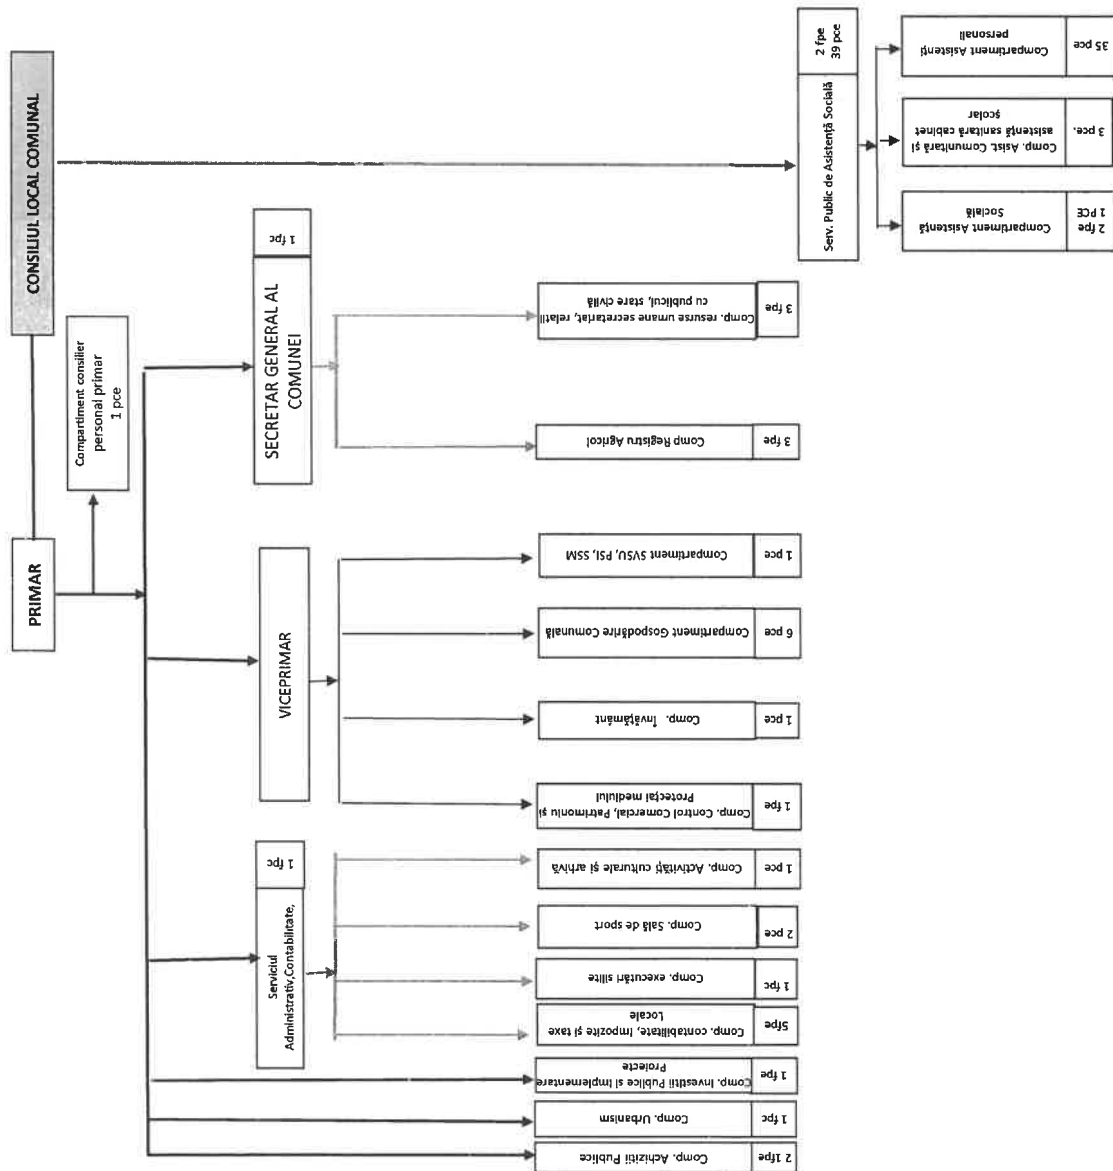 CONSILIUL LOCAL COMUNAL
PRIMAR
Compartiment consilier
personal primar
1 pce
SECRETAR GENERAL AL
COMUNEI
1 fpc
VICEPRIMAR
Serviciul
Administrativ,Contabilitate,
1 fpc
Serv. Public de Asistență Socială
2 fpe
39 pce
Compartiment Asistenți
personali
35 pce
Comp. Asist. Comunitară și
asistență sanitară cabinet
școlar
3 pce.
Compartiment Asistență
Socială
2 fpe
1 PCE
Comp. resurse umane secretariat, relatii
cu publicul, stare civilă
3 fpe
Comp Registru Agricol
3 fpe
Compartiment SVSU, PSI, SSM
1 pce
Compartiment Gospodărire Comunală
6 pce
Comp. Învățământ
1 pce
Comp. Control Comercial, Patrimoniu și
Protecțai mediului
1 fpe
Comp. Activități culturale și arhivă
1 pce
Comp. Sală de sport
2 pce
Comp. executări silite
1 fpc
Comp. contabilitate, Impozite și taxe
Locale
5fpe
Comp. Investitii Publice si Implementare
Proiecte
1 fpe
Comp. Urbanism
1 fpc
Comp. Achizitii Publice
2 1fpe